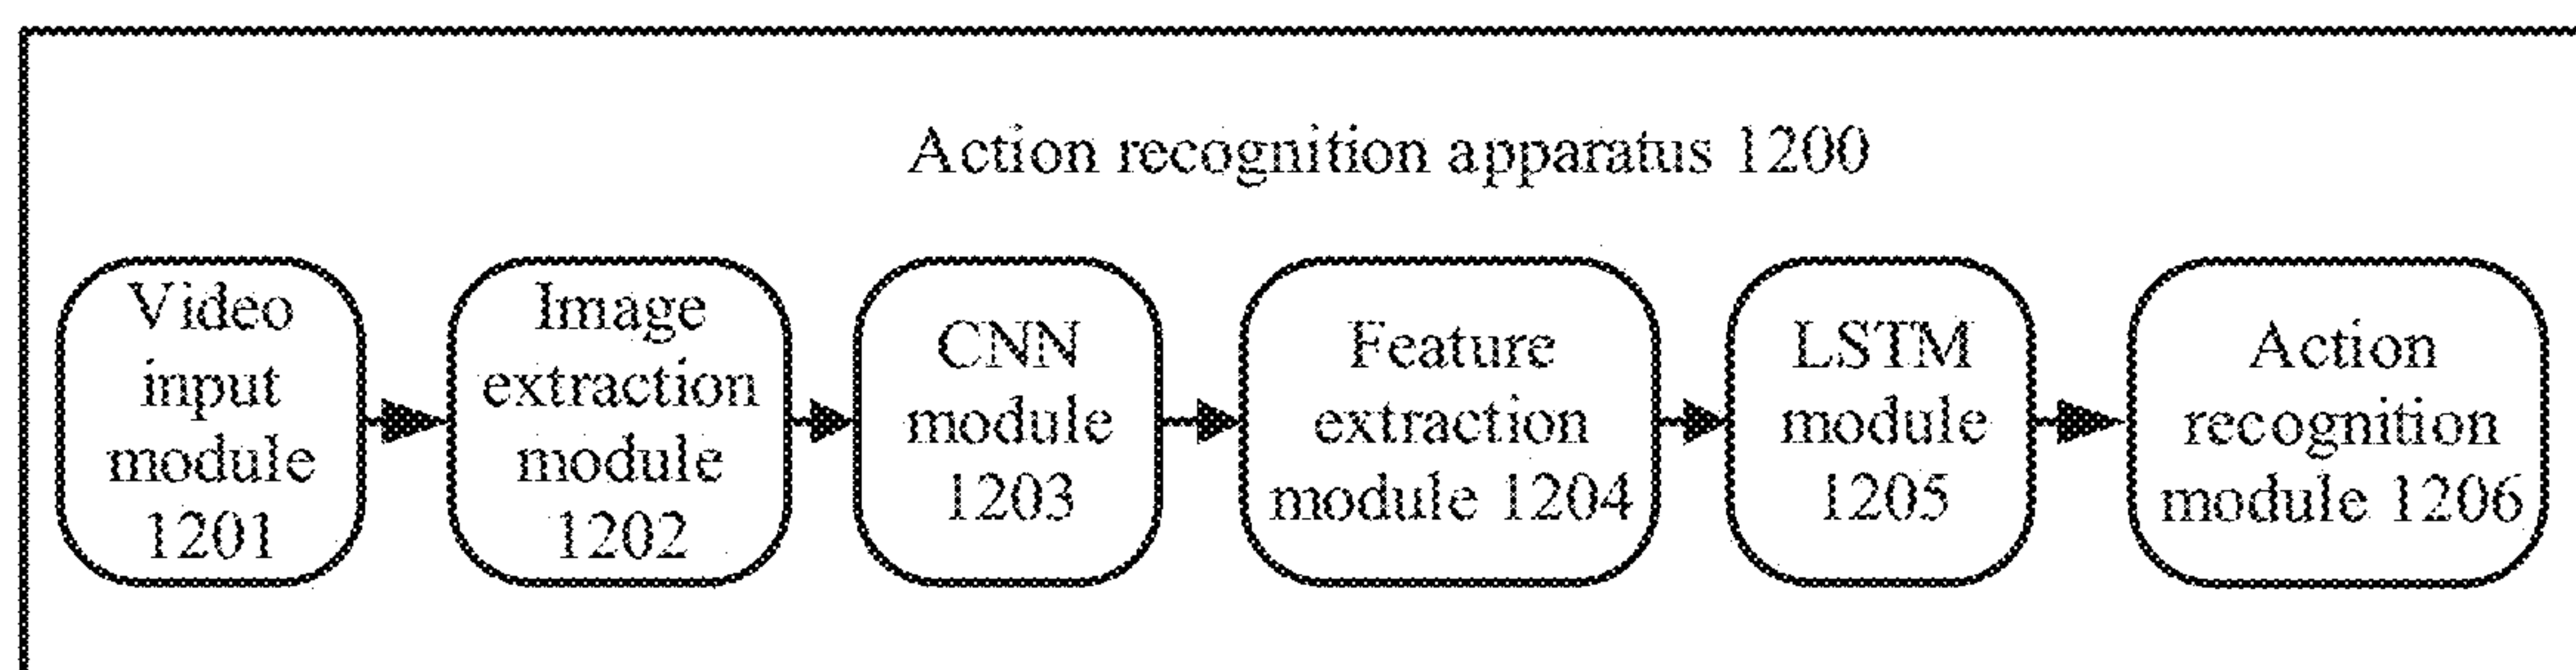 Action recognition apparatus 1200
Video
input
module
1201
Image
extraction
module
1202
CNN
module
1203
Feature
extraction
module 1204
LSTM
module
1205
Action
recognition
module 1206